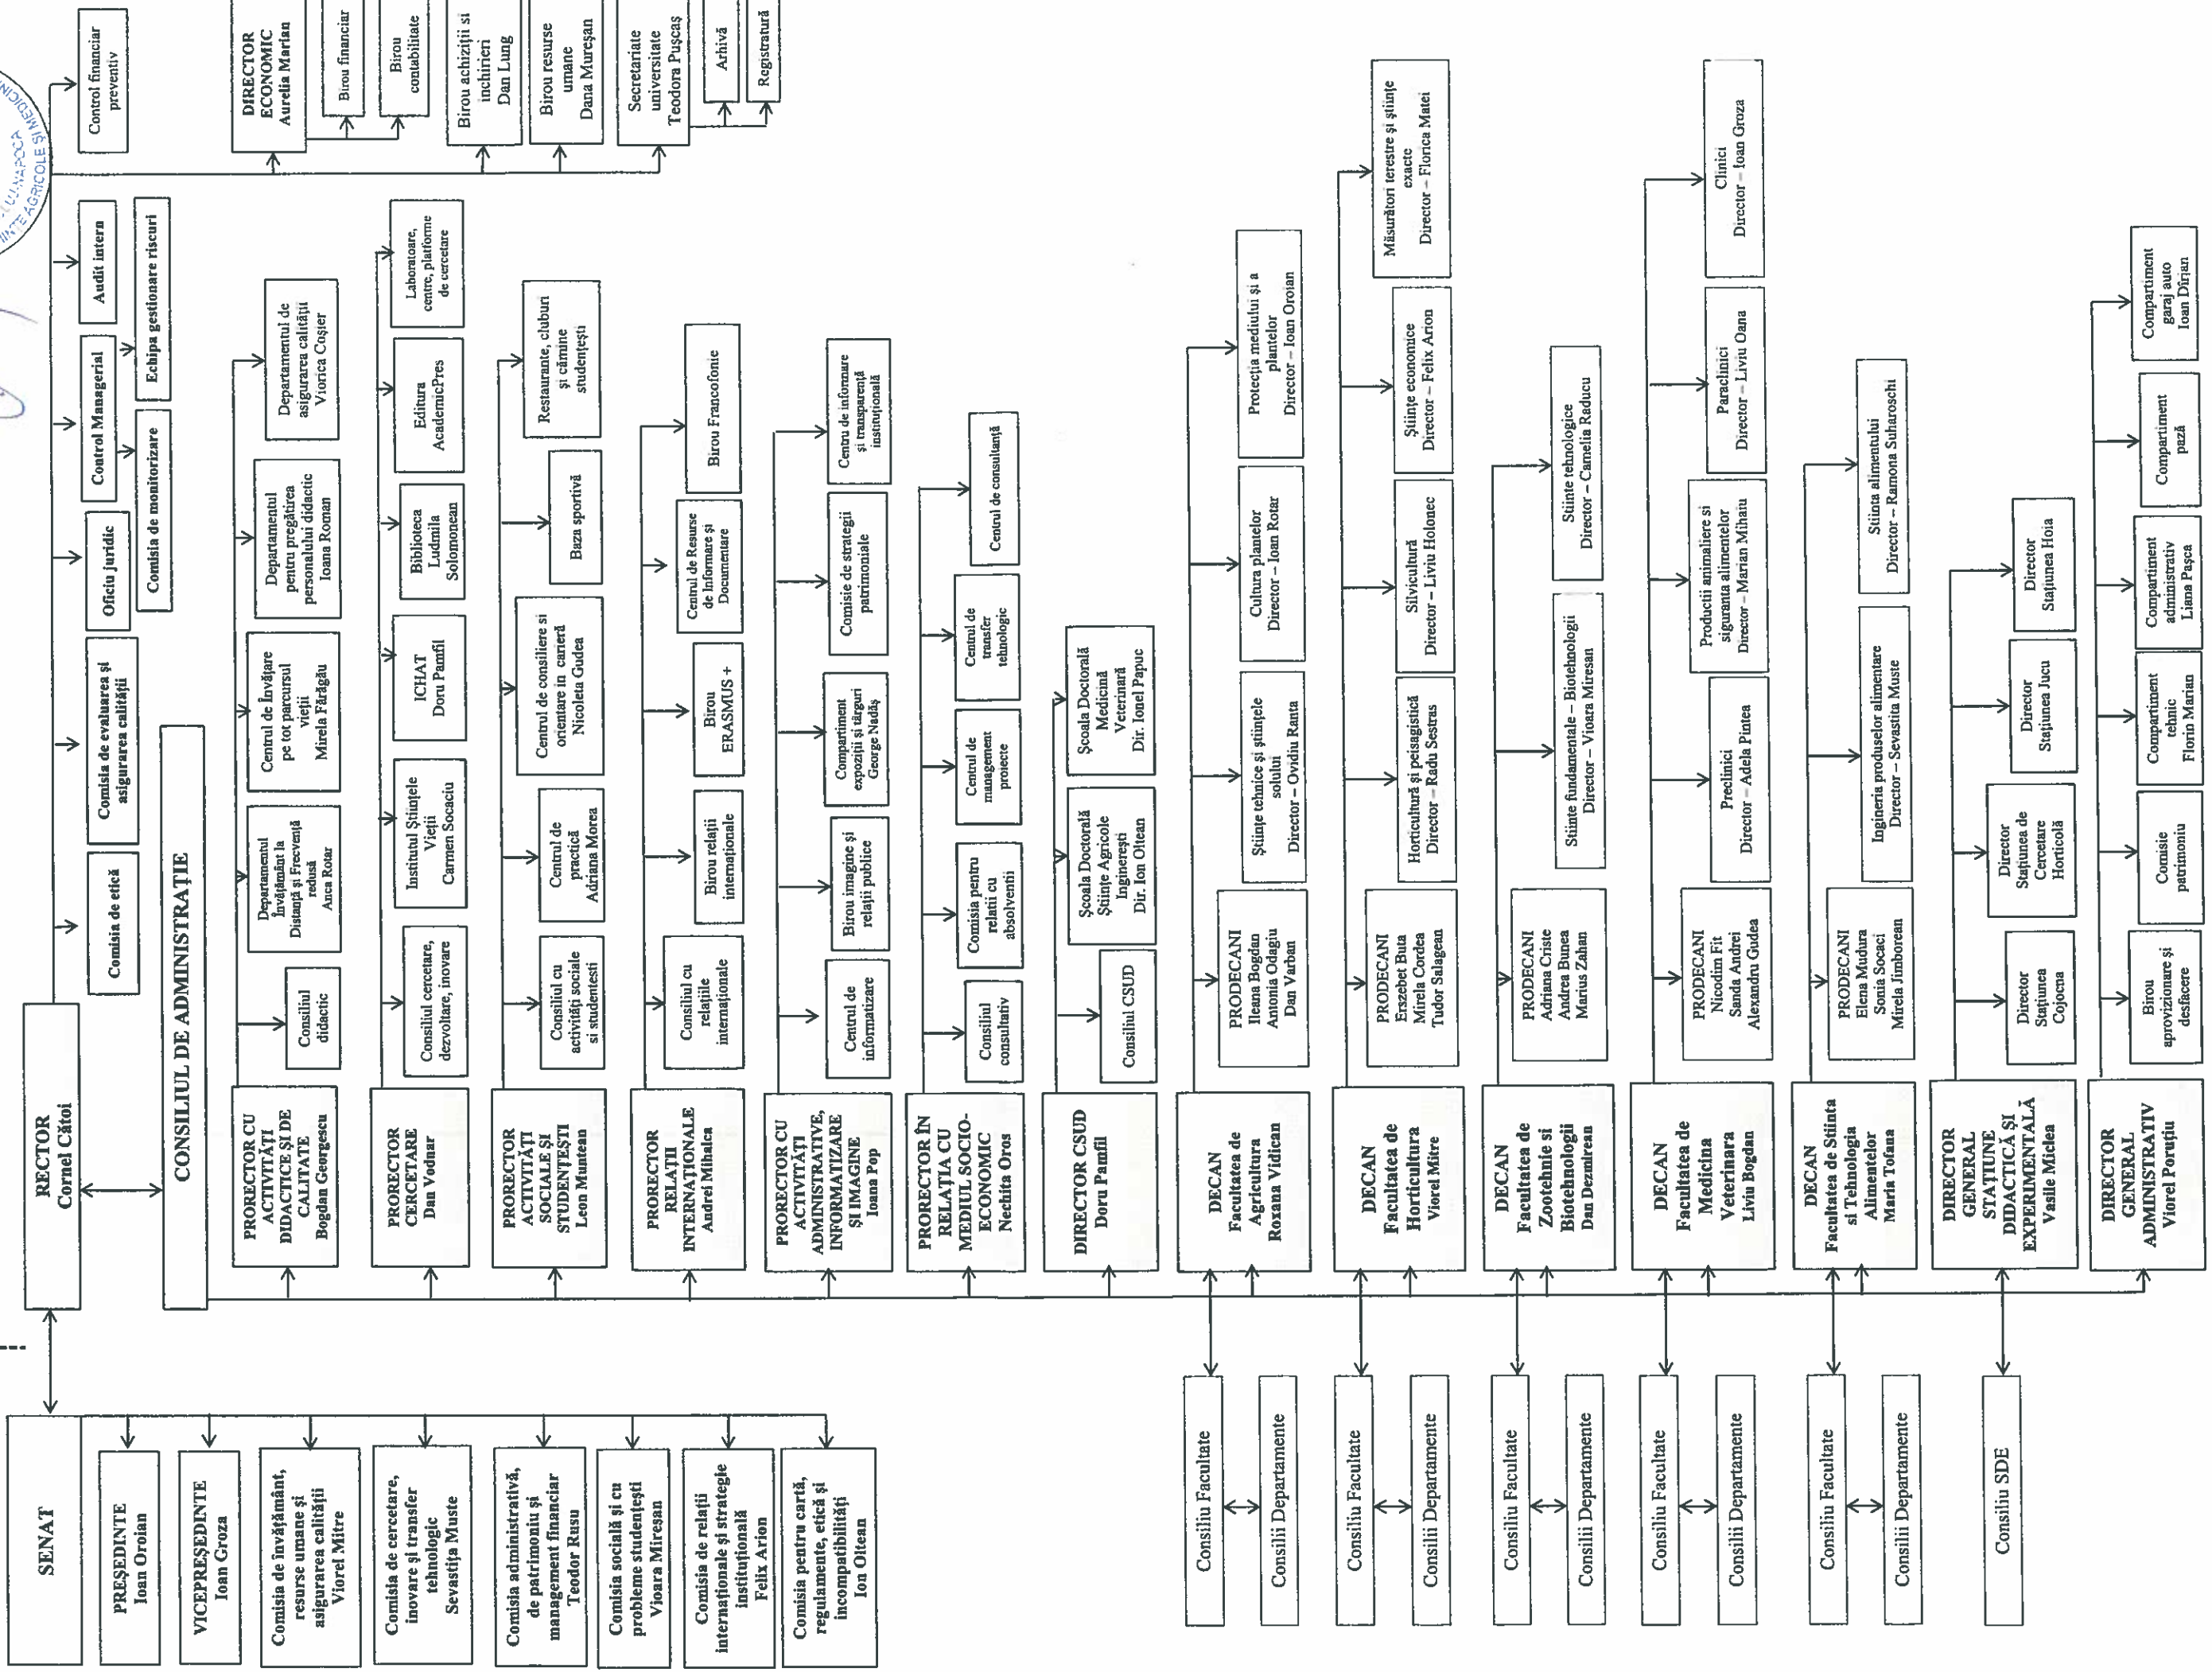 SENAT
PREȘEDINTE
Ioan Oroian
VICEPREȘEDINTE
Ioan Groza
Comisia de învățământ,
resurse umane și
asigurarea calității
Viorel Mitre
Comisia de cercetare,
inovare și transfer
tehnologic
Sevastița Muste
Comisia administrativă,
de patrimoniu și
management financiar
Teodor Rusu
Comisia socială și cu
probleme studențești
Vioara Miresan
Comisia de relații
internaționale și strategie
instituțională
Felix Arion
Comisia pentru cartă,
regulamente, etică și
incompatibilități
Ion Oltean
RECTOR
Cornel Cătoi
Comisia de etică
Comisia de evaluarea și
asigurarea calității
Oficiu juridic
Control Managerial
Audit intern
Control financiar
preventiv
Comisia de monitorizare
Echipa gestionare riscuri
CONSILIUL DE ADMINISTRAȚIE
DIRECTOR
ECONOMIC
Aurelia Marian
Birou financiar
Birou
contabilitate
Birou achiziții si
inchirieri
Dan Lung
Birou resurse
umane
Dana Mureșan
Secretariate
universitate
Teodora Pușcaș
Arhivă
Registratură
PRORECTOR CU
ACTIVITĂȚI
DIDACTICE ȘI DE
CALITATE
Bogdan Georgescu
Consiliul
didactic
Departamentul
Învățământ la
Distanță și Frecvență
redusă
Anca Rotar
Centrul de Învățare
pe tot parcursul
vieții
Mirela Fărăgău
Departamentul
pentru pregătirea
personalului didactic
Ioana Roman
Departamentul de
asigurarea calității
Viorica Coșier
PRORECTOR
CERCETARE
Dan Vodnar
Consiliul cercetare,
dezvoltare, inovare
Institutul Științele
Vieții
Carmen Socaciu
ICHAT
Doru Pamfil
Biblioteca
Ludmila
Solomonean
Editura
AcademicPres
Laboratoare,
centre, platforme
de cercetare
PRORECTOR
ACTIVITĂȚI
SOCIALE ȘI
STUDENȚEȘTI
Leon Muntean
Consiliul cu
activități sociale
si studentesti
Centrul de
practică
Adriana Morea
Centrul de consiliere si
orientare in carieră
Nicoleta Gudea
Baza sportivă
Restaurante, cluburi
și cămine
studențești
PRORECTOR
RELAȚII
INTERNAȚIONALE
Andrei Mihalca
Consiliul cu
relațiile
internaționale
Birou relații
internaționale
Birou
ERASMUS +
Centrul de Resurse
de Informare și
Documentare
Birou Francofonie
PRORECTOR CU
ACTIVITĂȚI
ADMINISTRATIVE,
INFORMATIZARE
ȘI IMAGINE
Ioana Pop
Centrul de
informatizare
Birou imagine și
relații publice
Compartiment
expoziții și târguri
George Nadăș
Comisie de strategii
patrimoniale
Centru de informare
și transparență
instituțională
PRORECTOR ÎN
RELAȚIA CU
MEDIUL SOCIO-
ECONOMIC
Nechita Oros
Consiliul
consultativ
Comisia pentru
relatii cu
absolventii
Centrul de
management
proiecte
Centrul de
transfer
tehnologic
Centrul de consultanță
DIRECTOR CSUD
Doru Pamfil
Consiliul CSUD
Școala Doctorală
Științe Agricole
Inginerești
Dir. Ion Oltean
Școala Doctorală
Medicină
Veterinară
Dir. Ionel Papuc
DECAN
Facultatea de
Agricultura
Roxana Vidican
PRODECANI
Ileana Bogdan
Antonia Odagiu
Dan Varban
Științe tehnice și științele
solului
Director – Ovidiu Ranta
Cultura plantelor
Director – Ioan Rotar
Protecția mediului și a
plantelor
Director – Ioan Oroian
Consiliu Facultate
Consilii Departamente
DECAN
Facultatea de
Horticultura
Viorel Mitre
PRODECANI
Erszebet Buta
Mirela Cordea
Tudor Salagean
Horticultură și peisagistică
Director – Radu Sestras
Silvicultură
Director – Liviu Holonec
Științe economice
Director – Felix Arion
Măsurători terestre și științe
exacte
Director – Florica Matei
Consiliu Facultate
Consilii Departamente
DECAN
Facultatea de
Zootehnie si
Biotehnologii
Dan Dezmirean
PRODECANI
Adriana Criste
Andrea Bunea
Marius Zahan
Stiinte fundamentale – Biotehnologii
Director – Vioara Miresan
Stiinte tehnologice
Director – Camelia Raducu
Consiliu Facultate
Consilii Departamente
DECAN
Facultatea de
Medicina
Veterinara
Liviu Bogdan
PRODECANI
Nicodim Fit
Sanda Andrei
Alexandru Gudea
Preclinici
Director – Adela Pintea
Productii animaliere si
siguranta alimentelor
Director – Marian Mihaiu
Paraclinici
Director – Liviu Oana
Clinici
Director – Ioan Groza
Consiliu Facultate
Consilii Departamente
DECAN
Facultatea de Stiinta
si Tehnologia
Alimentelor
Maria Tofana
PRODECANI
Elena Mudura
Sonia Socaci
Mirela Jimborean
Ingineria produselor alimentare
Director – Sevastita Muste
Stiinta alimentului
Director – Ramona Suharoschi
Consiliu Facultate
Consilii Departamente
DIRECTOR
GENERAL
STAȚIUNE
DIDACTICĂ ȘI
EXPERIMENTALĂ
Vasile Miclea
Director
Stațiunea
Cojocna
Director
Stațiunea de
Cercetare
Horticolă
Director
Stațiunea Jucu
Director
Stațiunea Hoia
Consiliu SDE
DIRECTOR
GENERAL
ADMINISTRATIV
Viorel Poruțiu
Birou
aprovizionare și
desfacere
Comisie
patrimoniu
Compartiment
tehnic
Florin Marian
Compartiment
administrativ
Liana Pașca
Compartiment
pază
Compartiment
garaj auto
Ioan Dîrjan